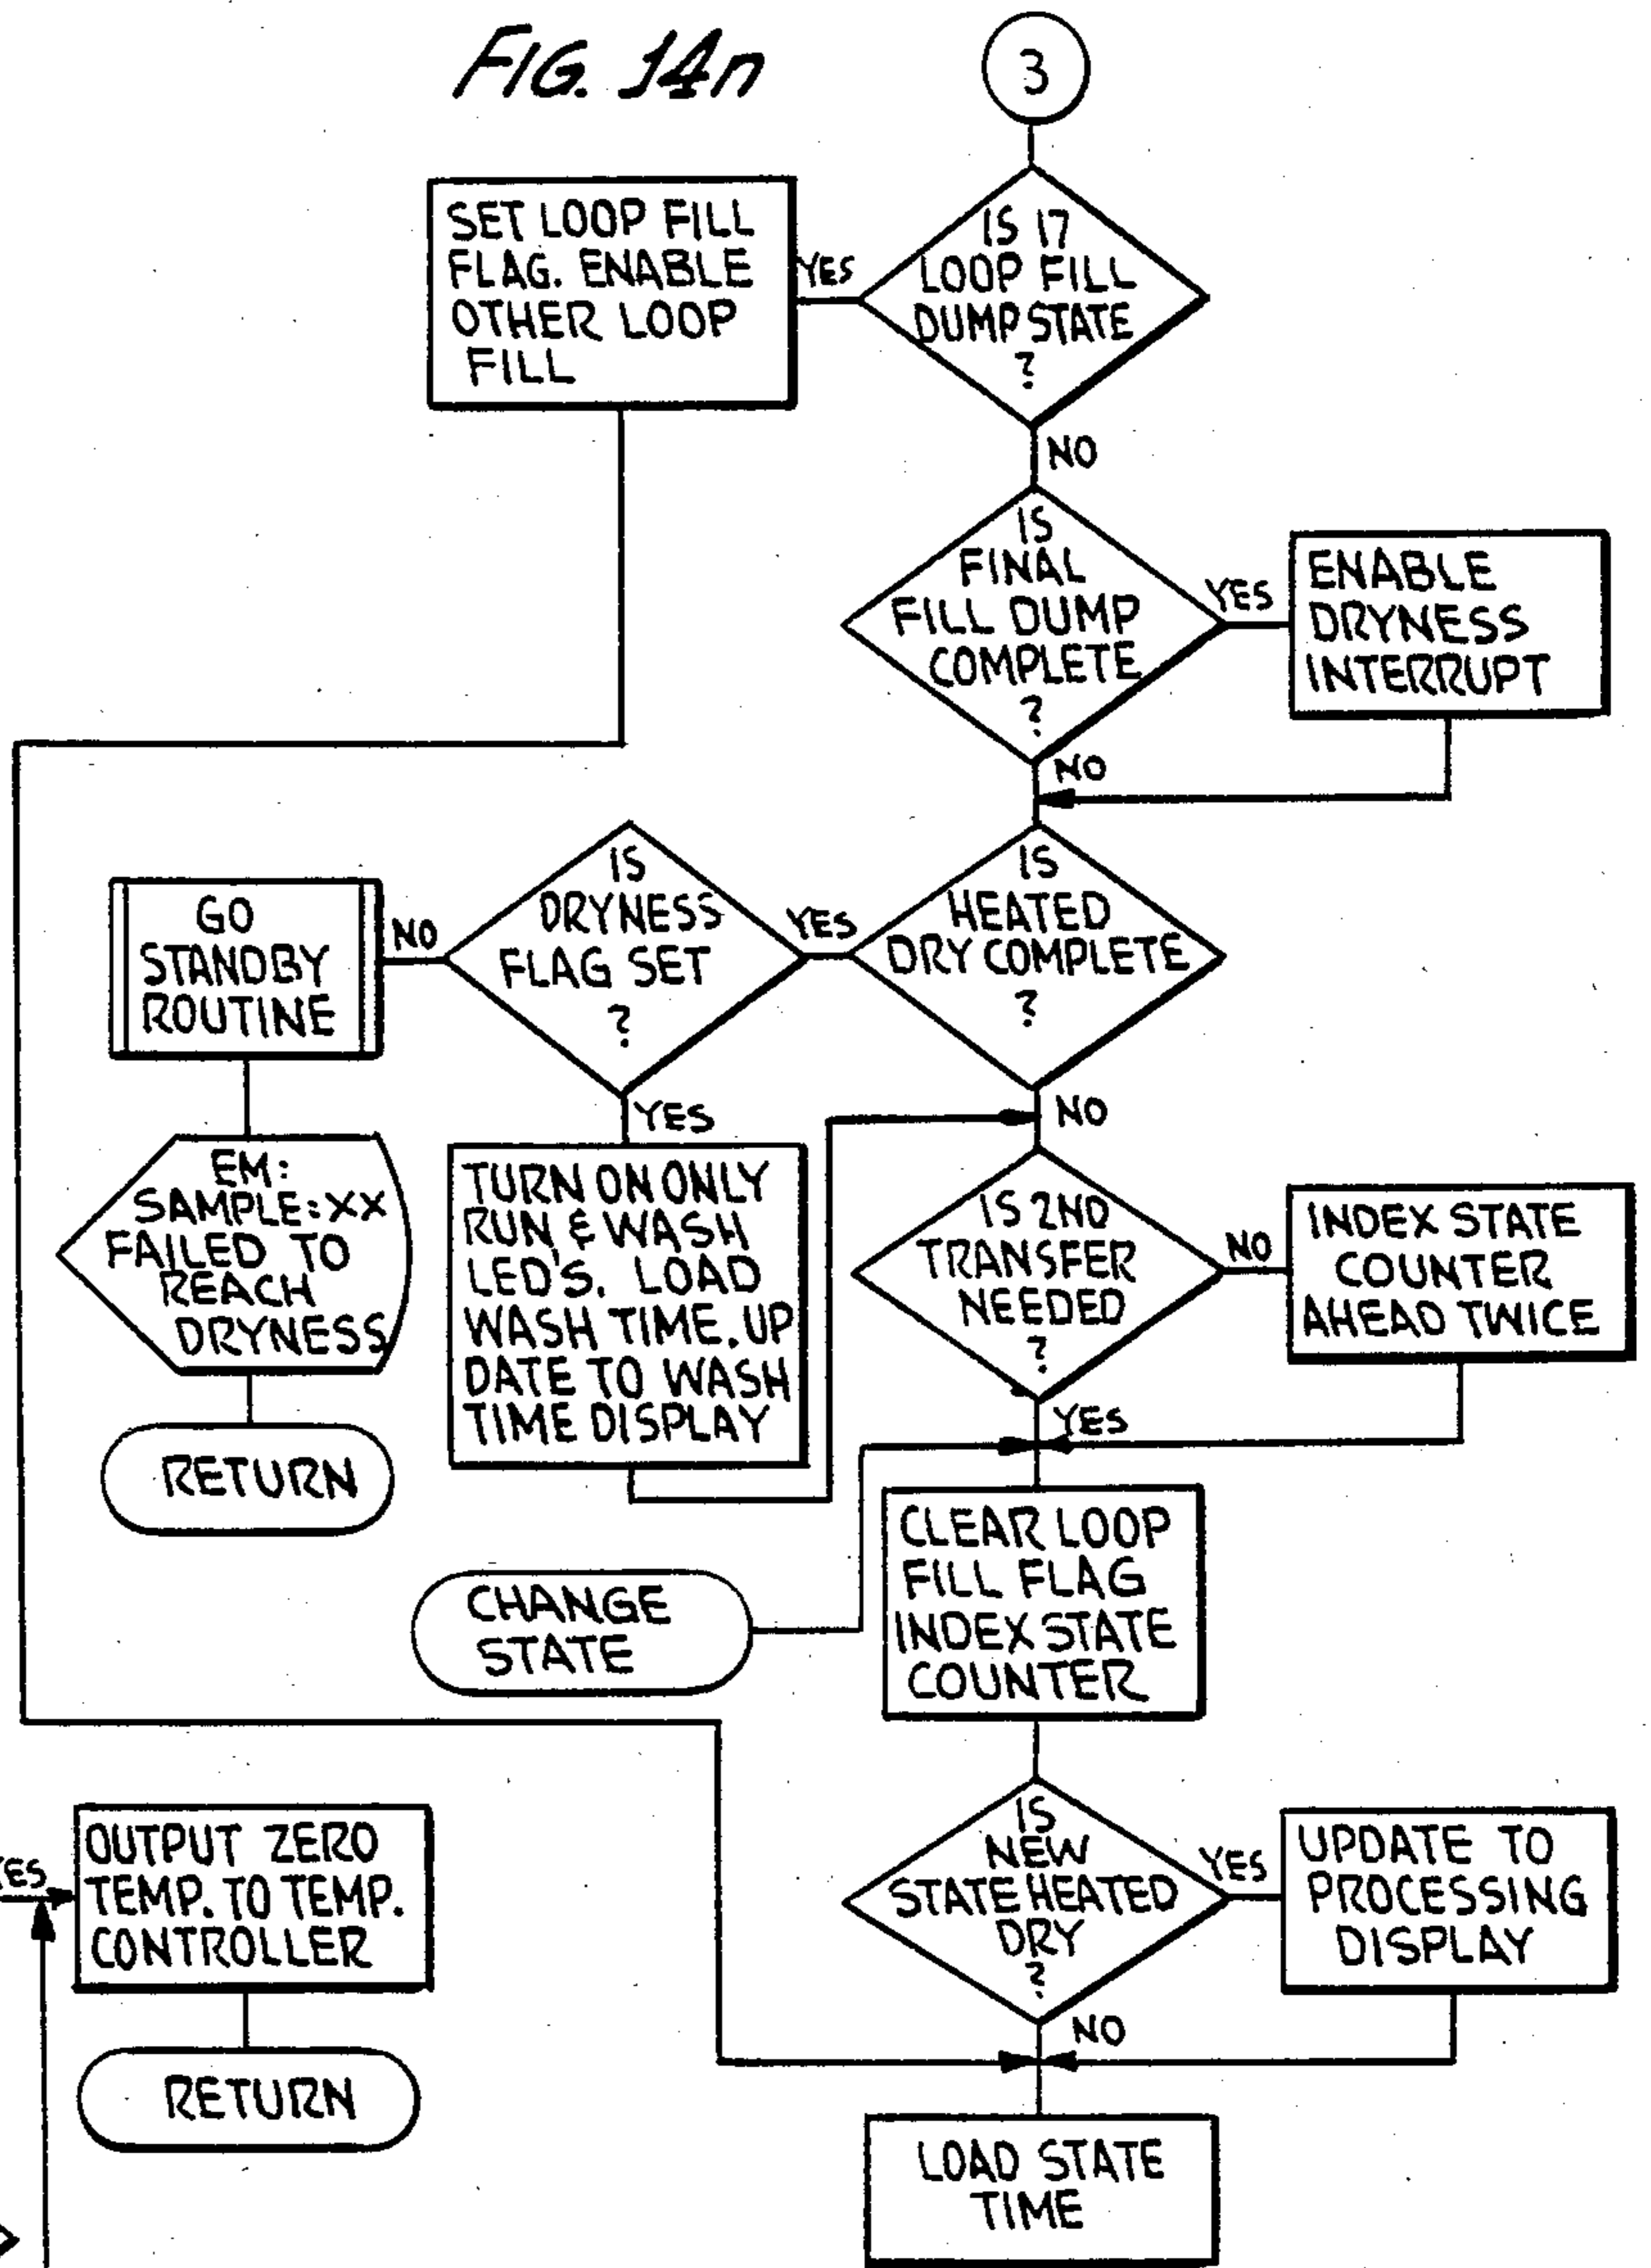 FIG. 14n
3
SET LOOP FILL
FLAG. ENABLE
OTHER LOOP
FILL
YES
IS 17
LOOP FILL
DUMP STATE
?
NO
IS
FINAL
FILL DUMP
COMPLETE
?
YES
ENABLE
DRYNESS
INTERRUPT
NO
GO
STANDBY
ROUTINE
NO
IS
DRYNESS
FLAG SET
?
YES
IS
HEATED
DRY COMPLETE
?
YES
NO
EM:
SAMPLE:XX
FAILED TO
REACH
DRYNESS
TURN ON ONLY
RUN & WASH
LED'S. LOAD
WASH TIME. UP
DATE TO WASH
TIME DISPLAY
IS 2ND
TRANSFER
NEEDED
?
NO
INDEX STATE
COUNTER
AHEAD TWICE
YES
RETURN
CHANGE
STATE
CLEAR LOOP
FILL FLAG
INDEX STATE
COUNTER
YES
OUTPUT ZERO
TEMP. TO TEMP.
CONTROLLER
IS
NEW
STATE HEATED
DRY
?
YES
UPDATE TO
PROCESSING
DISPLAY
NO
RETURN
LOAD STATE
TIME